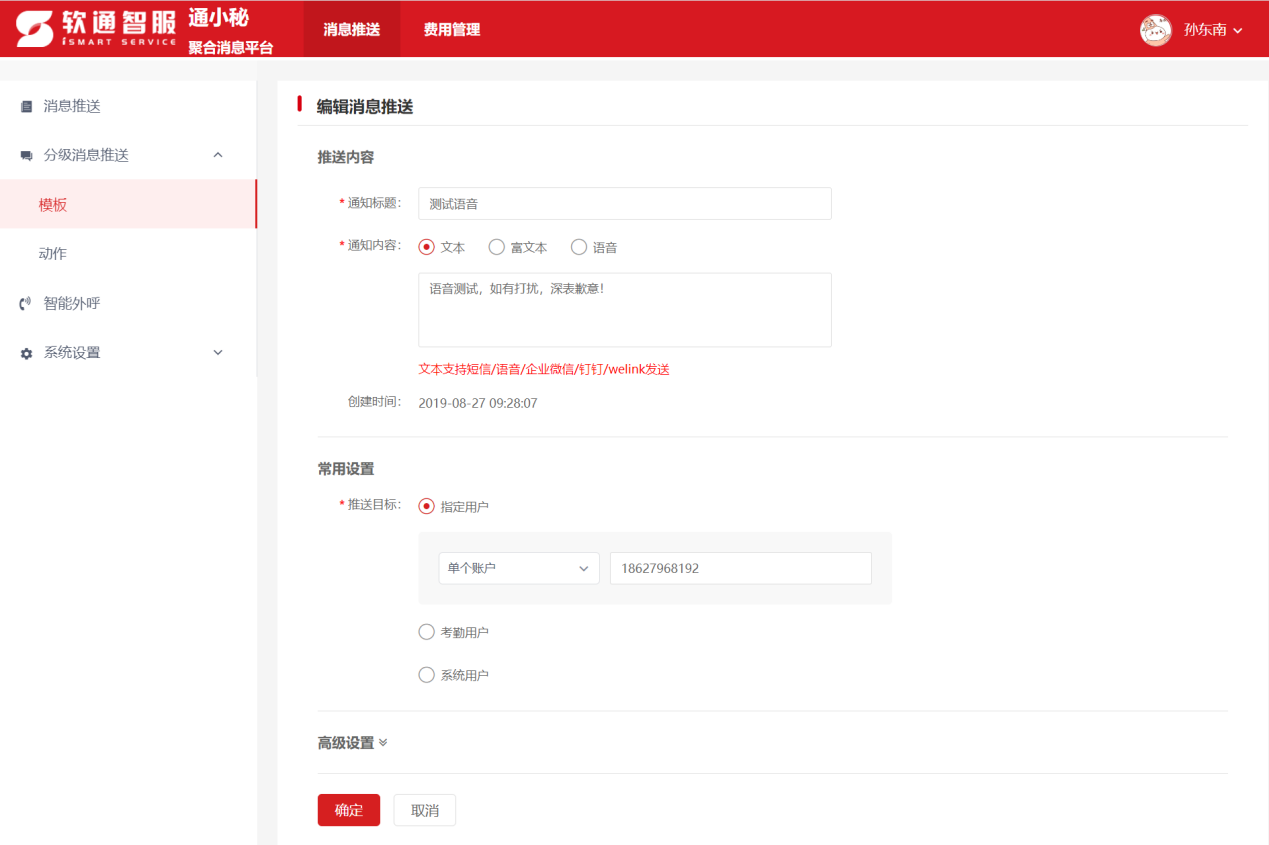 软通智服
iSMART SERVICE
通小秘
聚合消息平台
消息推送
费用管理
孙东南
消息推送
分级消息推送
模板
动作
智能外呼
系统设置
编辑消息推送
推送内容
* 通知标题：
测试语音
* 通知内容：
文本
富文本
语音
语音测试，如有打扰，深表歉意！
文本支持短信/语音/企业微信/钉钉/welink发送
创建时间：
2019-08-27 09:28:07
常用设置
* 推送目标：
指定用户
单个账户
18627968192
考勤用户
系统用户
高级设置
确定
取消